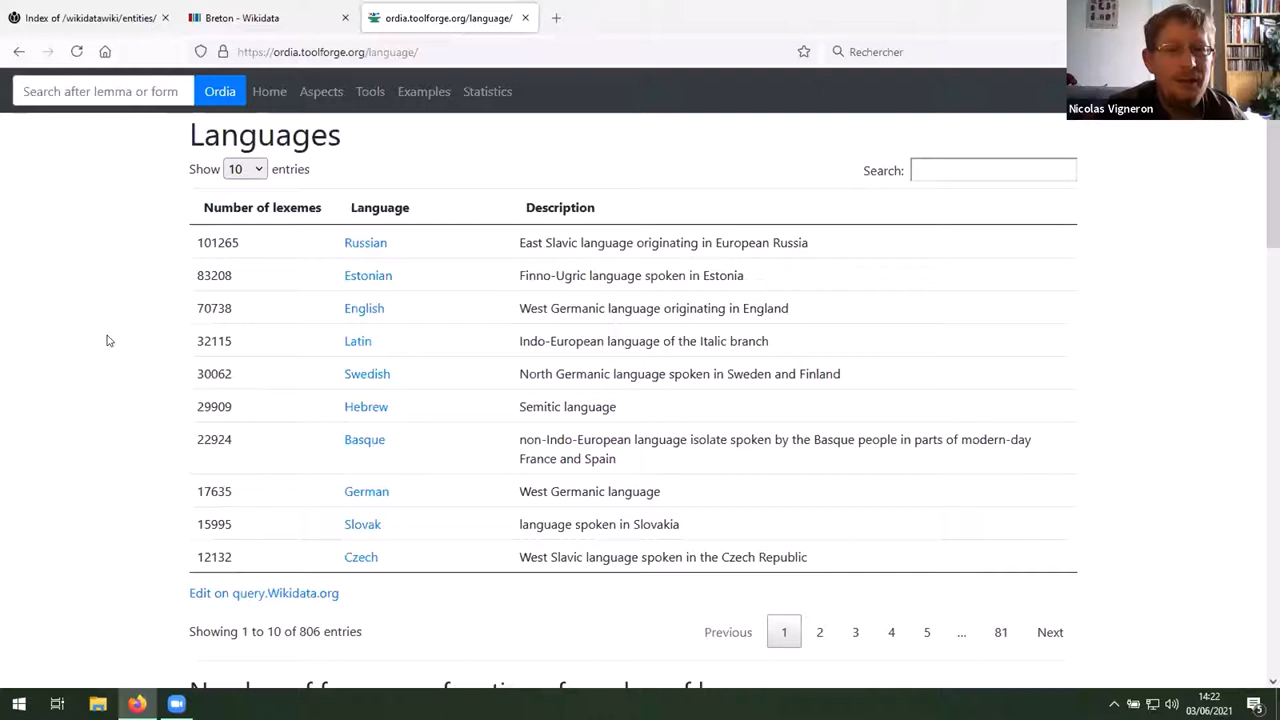 Index of /wikidatawiki/entities/
Breton - Wikidata
ordia.toolforge.org/language/
https://ordia.toolforge.org/language/
Rechercher
Nicolas Vigneron
Search after lemma or form
Ordia
Home
Aspects
Tools
Examples
Statistics
Languages
Show 10 entries
Search:
Number of lexemes Language Description
101265 Russian East Slavic language originating in European Russia
83208 Estonian Finno-Ugric language spoken in Estonia
70738 English West Germanic language originating in England
32115 Latin Indo-European language of the Italic branch
30062 Swedish North Germanic language spoken in Sweden and Finland
29909 Hebrew Semitic language
22924 Basque non-Indo-European language isolate spoken by the Basque people in parts of modern-day
France and Spain
17635 German West Germanic language
15995 Slovak language spoken in Slovakia
12132 Czech West Slavic language spoken in the Czech Republic
Edit on query.Wikidata.org
Showing 1 to 10 of 806 entries
Previous 1 2 3 4 5 ... 81 Next
14:22
03/06/2021
5